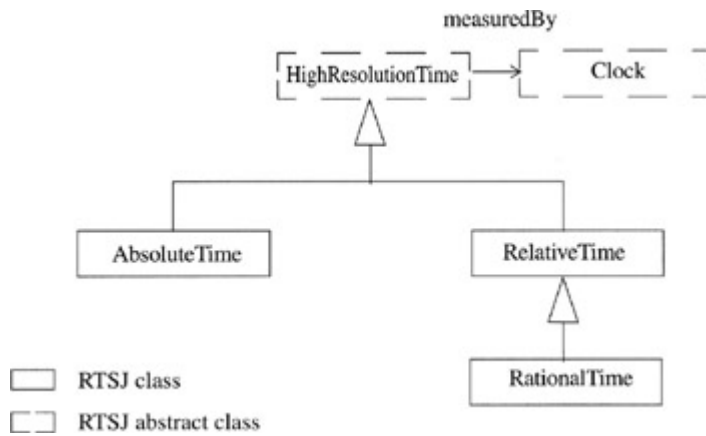 measuredBy
HighResolutionTime
Clock
AbsoluteTime
RelativeTime
RationalTime
RTSJ class
RTSJ abstract class